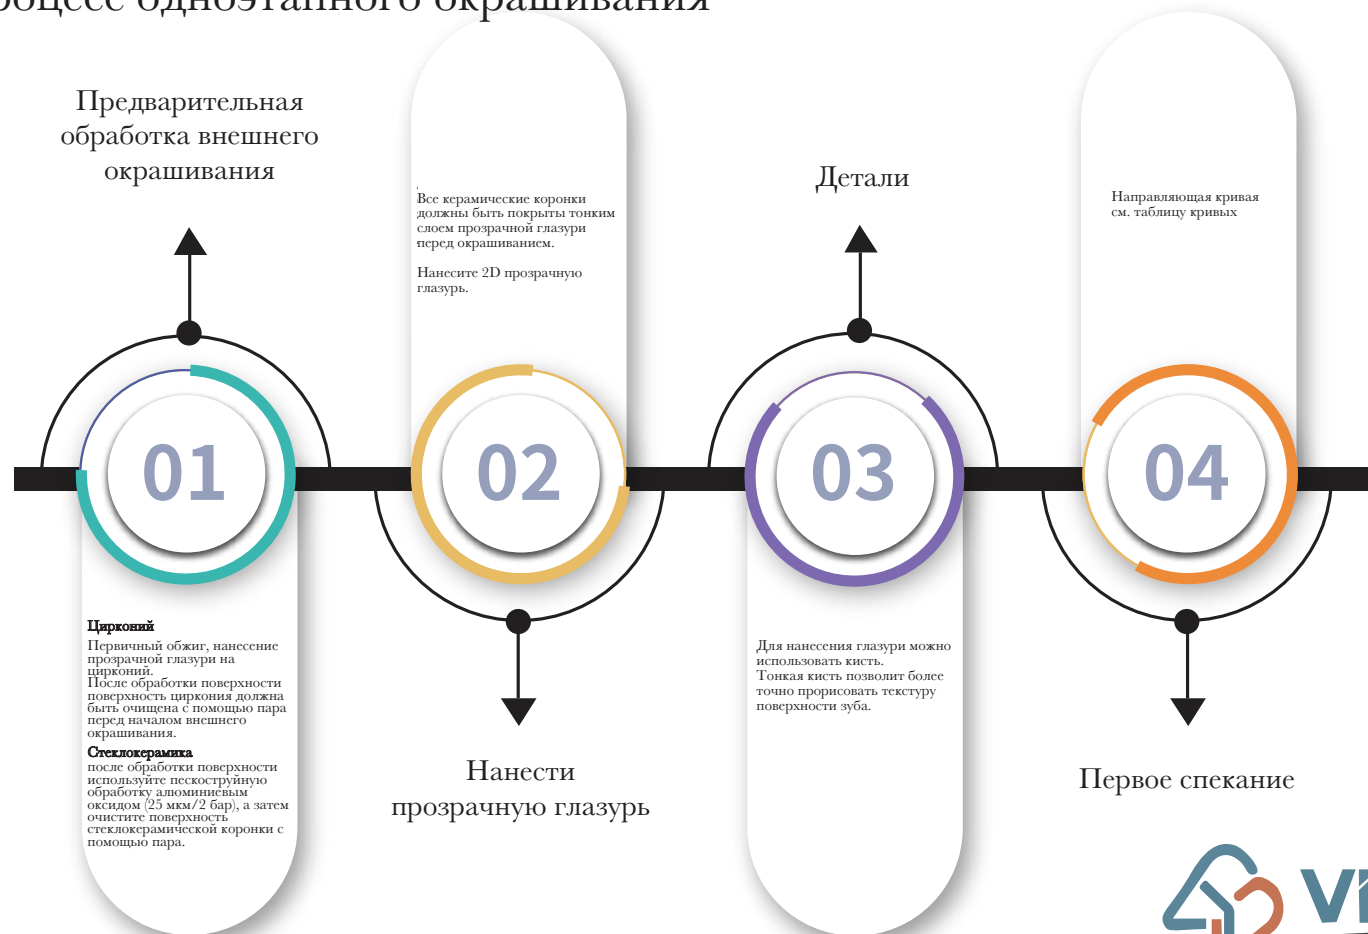 одноэтапного окрашивания
Предварительная
обработка внешнего
окрашивания
01
Цирконий
Первичный обжиг, нанесение
прозрачной глазури на
цирконий.
После обработки поверхности
поверхность циркония должна
быть очищена с помощью пара
перед началом внешнего
окрашивания.
Стеклокерамика
после обработки поверхности
используйте пескоструйную
обработку алюминиевым
оксидом (25 мкм/2 бар), а затем
очистите поверхность
стеклокерамической коронки с
помощью пара.
Все керамические коронки
должны быть покрыты тонким
слоем прозрачной глазури
перед окрашиванием.
Нанесите 2D прозрачную
глазурь.
02
Нанести
прозрачную глазурь
Детали
03
Для нанесения глазури можно
использовать кисть.
Тонкая кисть позволит более
точно прорисовать текстуру
поверхности зуба.
Направляющая кривая
см. таблицу кривых
04
Первое спекание